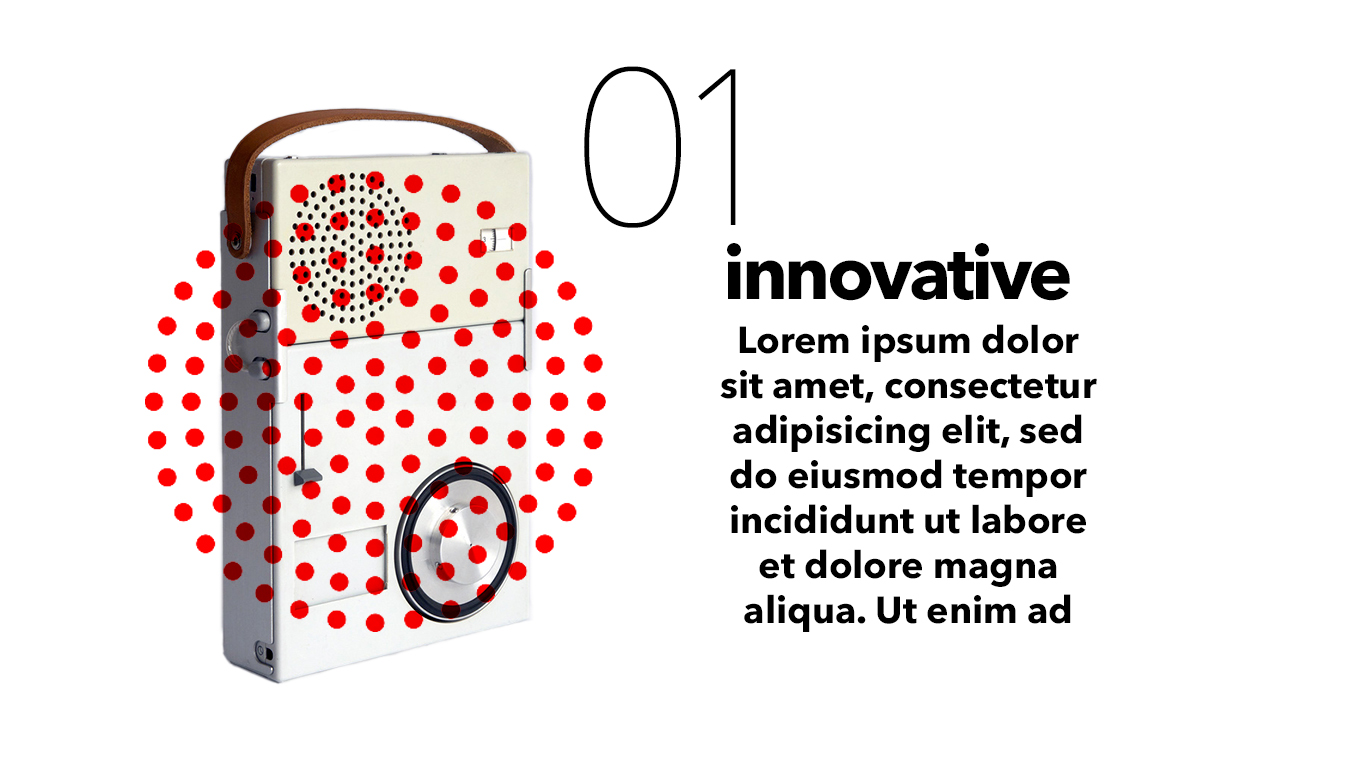 01
innovative
Lorem ipsum dolor
sit amet, consectetur
adipisicing elit, sed
do eiusmod tempor
incididunt ut labore
et dolore magna
aliqua. Ut enim ad